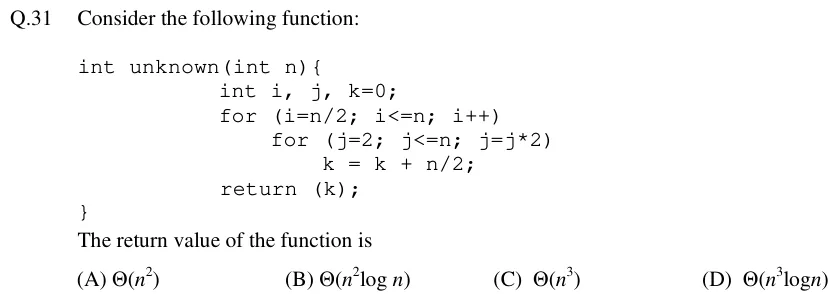 Q.31 Consider the following function:
int unknown(int n){
int i, j, k=0;
for (i=n/2; i<=n; i++)
for (j=2; j<=n; j=j*2)
k = k + n/2;
return (k);
}
The return value of the function is
(A) Θ(n²) (B) Θ(n²log n) (C) Θ(n³) (D) Θ(n³logn)